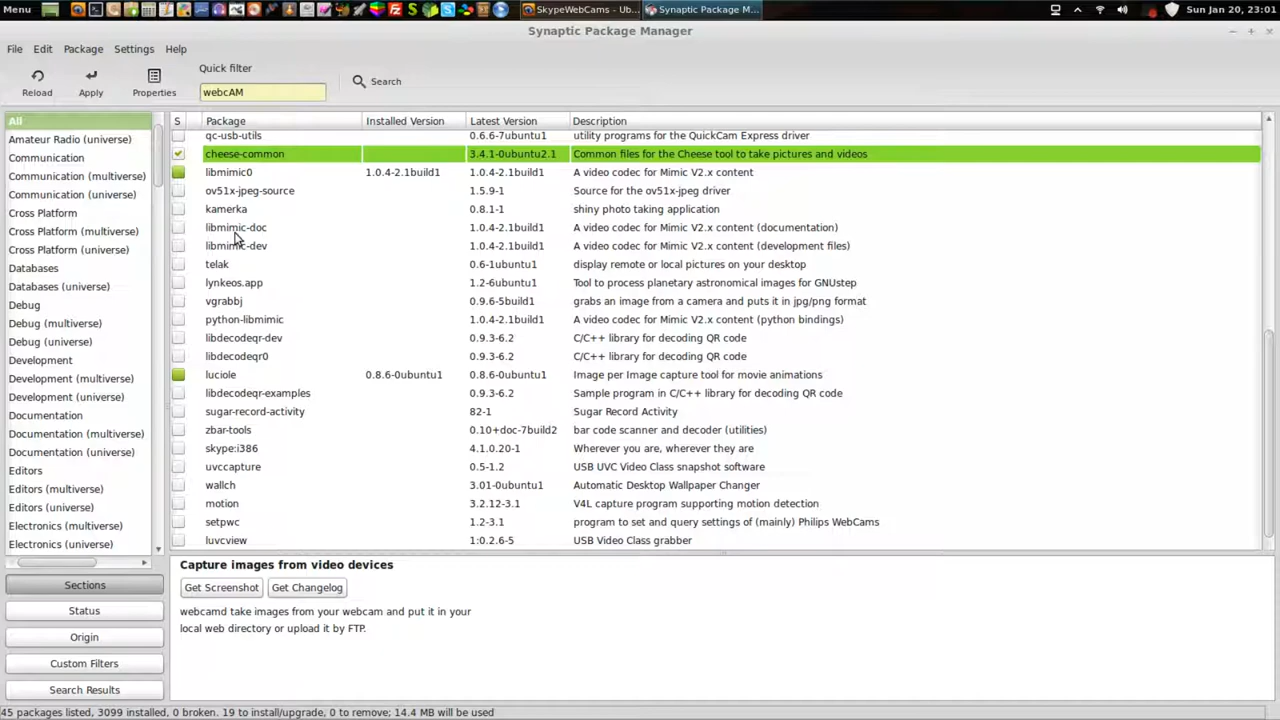 Menu SkypeWebCams - Ub... Synaptic Package M... Sun Jan 20, 23:01
Synaptic Package Manager
File Edit Package Settings Help
Quick filter
Reload Apply Properties webcAM Search
S Package Installed Version Latest Version Description
All
Amateur Radio (universe)
Communication
Communication (multiverse)
Communication (universe)
Cross Platform
Cross Platform (multiverse)
Cross Platform (universe)
Databases
Databases (universe)
Debug
Debug (multiverse)
Debug (universe)
Development
Development (multiverse)
Development (universe)
Documentation
Documentation (multiverse)
Documentation (universe)
Editors
Editors (multiverse)
Editors (universe)
Electronics (multiverse)
Electronics (universe)
qc-usb-utils 0.6.6-7ubuntu1 utility programs for the QuickCam Express driver
cheese-common 3.4.1-0ubuntu2.1 Common files for the Cheese tool to take pictures and videos
libmimic0 1.0.4-2.1build1 1.0.4-2.1build1 A video codec for Mimic V2.x content
ov51x-jpeg-source 1.5.9-1 Source for the ov51x-jpeg driver
kamerka 0.8.1-1 shiny photo taking application
libmimic-doc 1.0.4-2.1build1 A video codec for Mimic V2.x content (documentation)
libmimic-dev 1.0.4-2.1build1 A video codec for Mimic V2.x content (development files)
telak 0.6-1ubuntu1 display remote or local pictures on your desktop
lynkeos.app 1.2-6ubuntu1 Tool to process planetary astronomical images for GNUstep
vgrabbj 0.9.6-5build1 grabs an image from a camera and puts it in jpg/png format
python-libmimic 1.0.4-2.1build1 A video codec for Mimic V2.x content (python bindings)
libdecodeqr-dev 0.9.3-6.2 C/C++ library for decoding QR code
libdecodeqr0 0.9.3-6.2 C/C++ library for decoding QR code
luciole 0.8.6-0ubuntu1 0.8.6-0ubuntu1 Image per Image capture tool for movie animations
libdecodeqr-examples 0.9.3-6.2 Sample program in C/C++ library for decoding QR code
sugar-record-activity 82-1 Sugar Record Activity
zbar-tools 0.10+doc-7build2 bar code scanner and decoder (utilities)
skype:i386 4.1.0.20-1 Wherever you are, wherever they are
uvccapture 0.5-1.2 USB UVC Video Class snapshot software
wallch 3.01-0ubuntu1 Automatic Desktop Wallpaper Changer
motion 3.2.12-3.1 V4L capture program supporting motion detection
setpwc 1.2-3.1 program to set and query settings of (mainly) Philips WebCams
luvcview 1:0.2.6-5 USB Video Class grabber
Sections
Status
Origin
Custom Filters
Search Results
Capture images from video devices
Get Screenshot Get Changelog
webcamd take images from your webcam and put it in your
local web directory or upload it by FTP.
45 packages listed, 3099 installed, 0 broken. 19 to install/upgrade, 0 to remove; 14.4 MB will be used